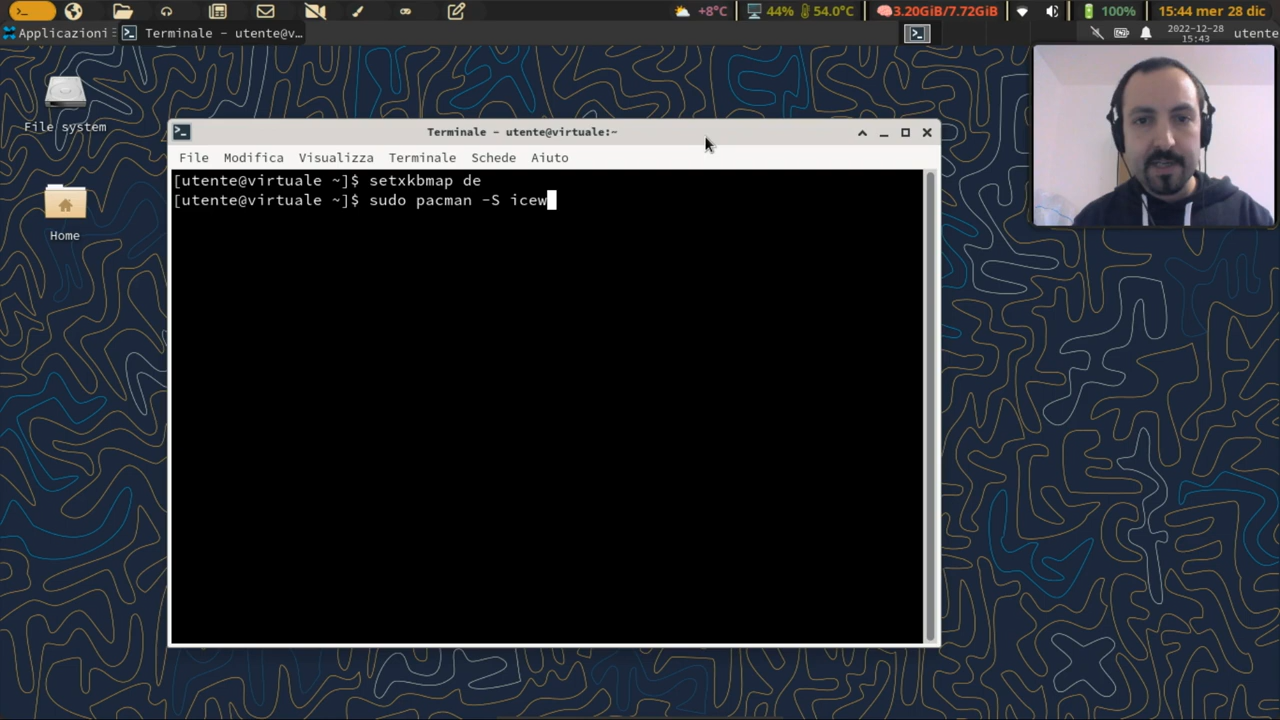 +8°C 44% 54.0°C 3.20GiB/7.72GiB 100% 15:44 mer 28 dic
Applicazioni Terminale - utente@v... 2022-12-28 utente
15:43
File system
Home
Terminale - utente@virtuale:~
File Modifica Visualizza Terminale Schede Aiuto
[utente@virtuale ~]$ setxkbmap de
[utente@virtuale ~]$ sudo pacman -S icew